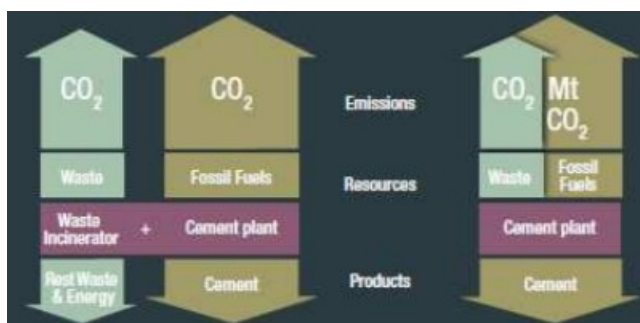 CO2
CO2
Emissions
CO2
Mt
CO2
Waste
Fossil Fuels
Resources
Waste
Fossil
Fuels
Waste
Incinerator
+
Cement plant
Cement plant
Rest Waste
& Energy
Cement
Products
Cement